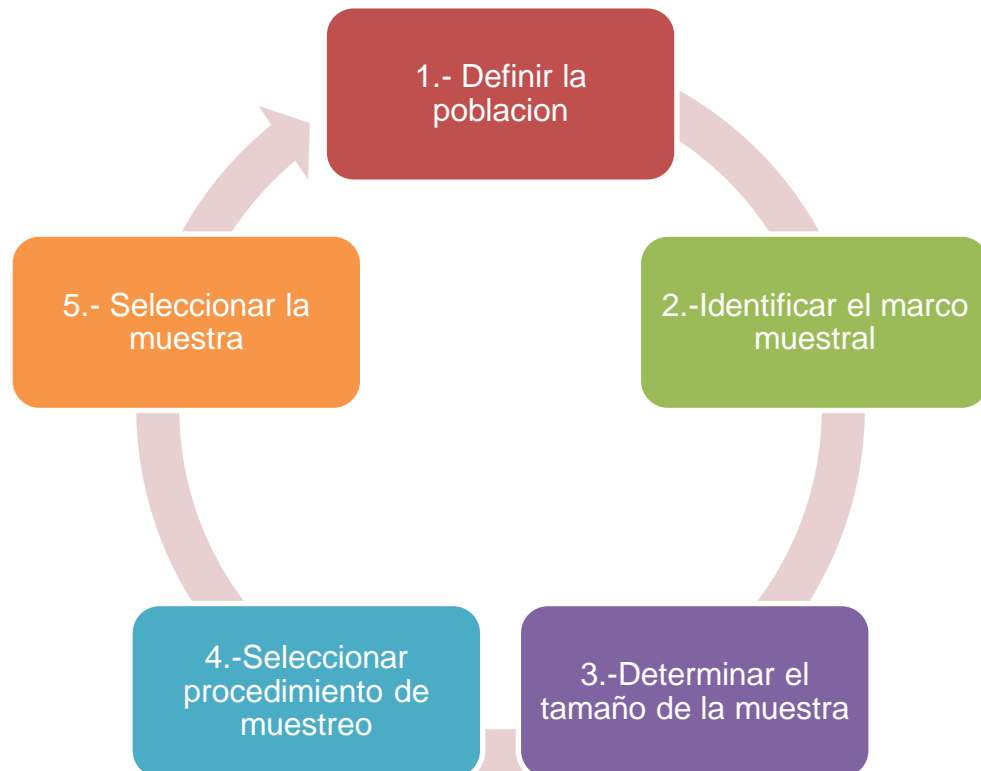 1.- Definir la
poblacion
2.-Identificar el marco
muestral
3.-Determinar el
tamaño de la muestra
4.-Seleccionar
procedimiento de
muestreo
5.- Seleccionar la
muestra